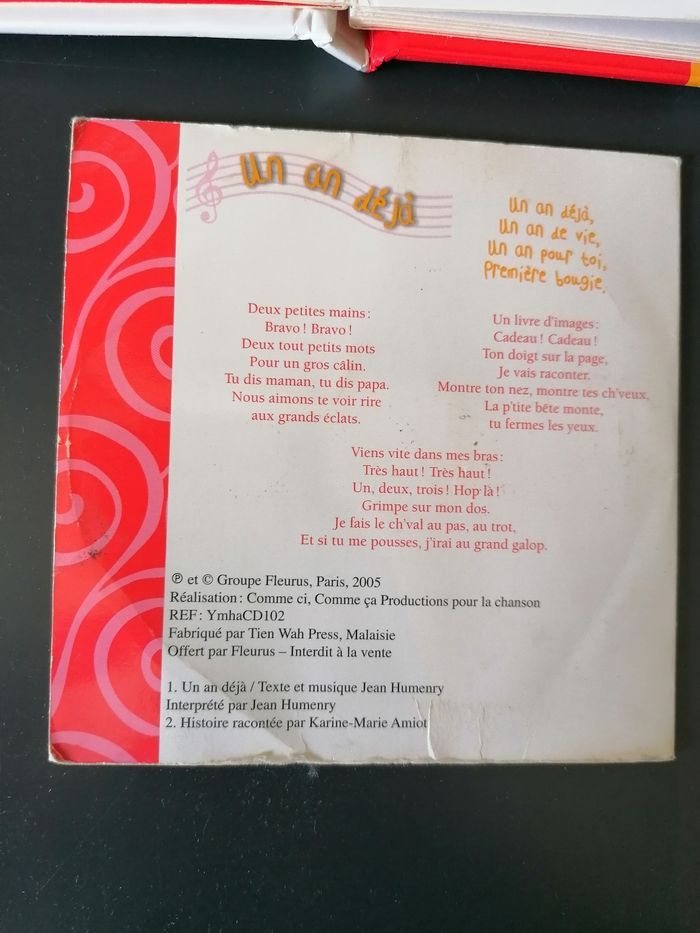 Un an déjà
Un an déjà,
Un an de vie,
Un an pour toi,
Première bougie.
Deux petites mains :
Bravo ! Bravo !
Deux tout petits mots
Pour un gros câlin.
Tu dis maman, tu dis papa.
Nous aimons te voir rire
aux grands éclats.
Un livre d'images :
Cadeau ! Cadeau !
Ton doigt sur la page,
Je vais raconter.
Montre ton nez, montre tes ch'veux,
La p'tite bête monte,
tu fermes les yeux.
Viens vite dans mes bras :
Très haut ! Très haut !
Un, deux, trois ! Hop là !
Grimpe sur mon dos.
Je fais le ch'val au pas, au trot,
Et si tu me pousses, j'irai au grand galop.
℗ et © Groupe Fleurus, Paris, 2005
Réalisation : Comme ci, Comme ça Productions pour la chanson
REF : YmhaCD102
Fabriqué par Tien Wah Press, Malaisie
Offert par Fleurus – Interdit à la vente
1. Un an déjà / Texte et musique Jean Humenry
Interprété par Jean Humenry
2. Histoire racontée par Karine-Marie Amiot